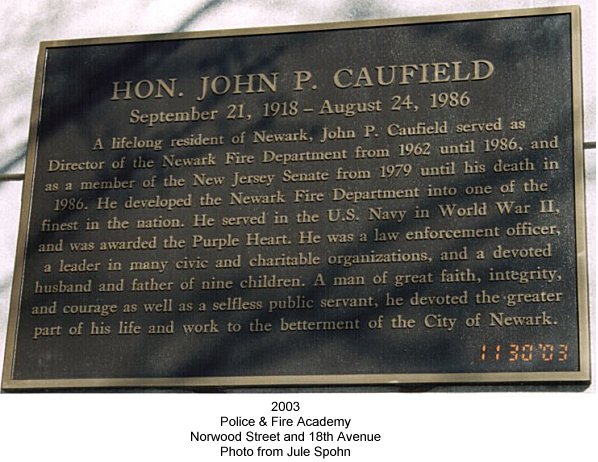 HON. JOHN P. CAUFIELD
September 21, 1918 – August 24, 1986
A lifelong resident of Newark, John P. Caufield served as
Director of the Newark Fire Department from 1962 until 1986, and
as a member of the New Jersey Senate from 1979 until his death in
1986. He developed the Newark Fire Department into one of the
finest in the nation. He served in the U.S. Navy in World War II,
and was awarded the Purple Heart. He was a law enforcement officer,
a leader in many civic and charitable organizations, and a devoted
husband and father of nine children. A man of great faith, integrity,
and courage as well as a selfless public servant, he devoted the greater
part of his life and work to the betterment of the City of Newark.
11 30 '03
2003
Police & Fire Academy
Norwood Street and 18th Avenue
Photo from Jule Spohn